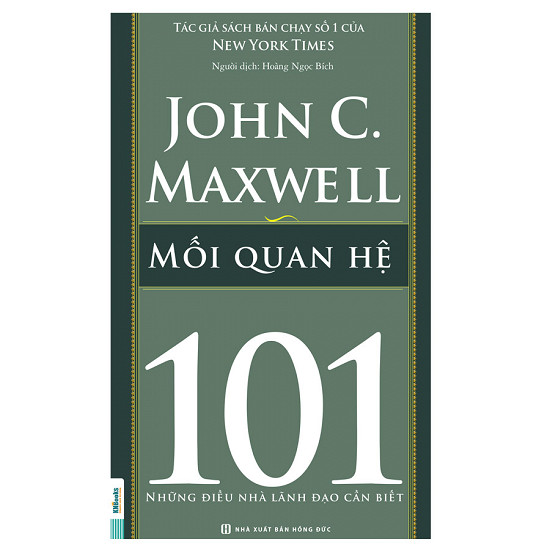 TÁC GIẢ SÁCH BÁN CHẠY SỐ 1 CỦA
NEW YORK TIMES
Người dịch: Hoàng Ngọc Bích
JOHN C.
MAXWELL
MỐI QUAN HỆ
101
NHỮNG ĐIỀU NHÀ LÃNH ĐẠO CẦN BIẾT
KNBooks
NHÀ XUẤT BẢN HỒNG ĐỨC